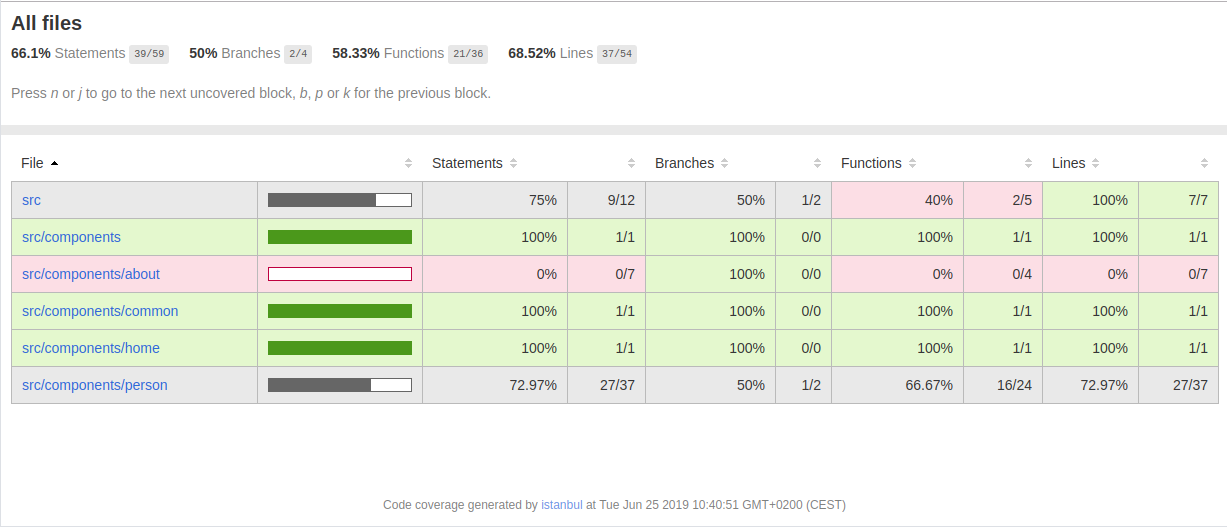 All files
66.1% Statements 39/59 50% Branches 2/4 58.33% Functions 21/36 68.52% Lines 37/54
Press n or j to go to the next uncovered block, b, p or k for the previous block.
File Statements Branches Functions Lines
src 75% 9/12 50% 1/2 40% 2/5 100% 7/7
src/components 100% 1/1 100% 0/0 100% 1/1 100% 1/1
src/components/about 0% 0/7 100% 0/0 0% 0/4 0% 0/7
src/components/common 100% 1/1 100% 0/0 100% 1/1 100% 1/1
src/components/home 100% 1/1 100% 0/0 100% 1/1 100% 1/1
src/components/person 72.97% 27/37 50% 1/2 66.67% 16/24 72.97% 27/37
Code coverage generated by istanbul at Tue Jun 25 2019 10:40:51 GMT+0200 (CEST)